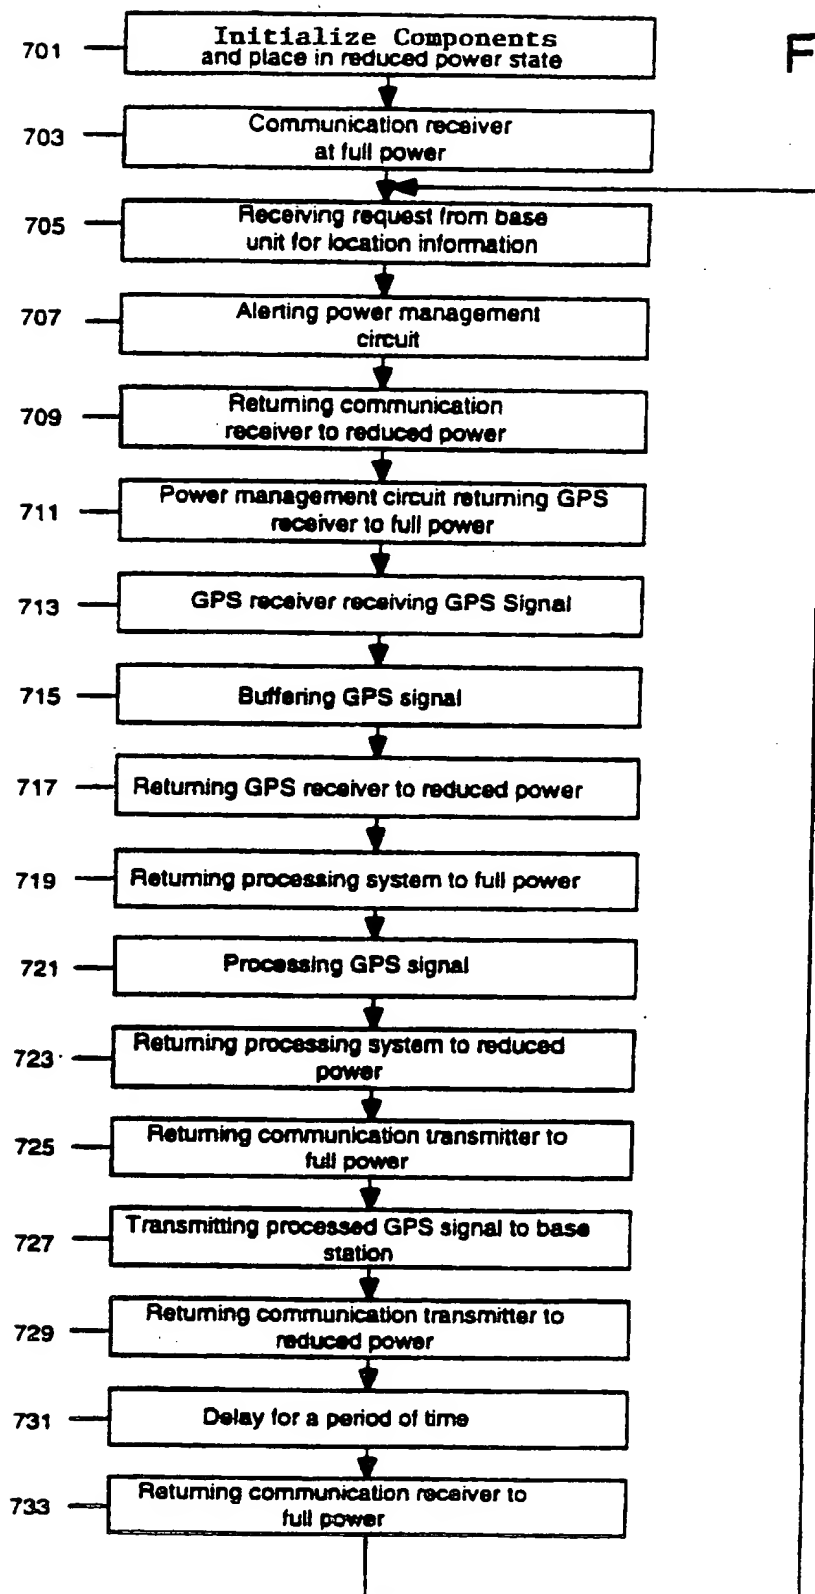 F
701
Initialize Components
and place in reduced power state
703
Communication receiver
at full power
705
Receiving request from base
unit for location information
707
Alerting power management
circuit
709
Returning communication
receiver to reduced power
711
Power management circuit returning GPS
receiver to full power
713
GPS receiver receiving GPS Signal
715
Buffering GPS signal
717
Returning GPS receiver to reduced power
719
Returning processing system to full power
721
Processing GPS signal
723
Returning processing system to reduced
power
725
Returning communication transmitter to
full power
727
Transmitting processed GPS signal to base
station
729
Returning communication transmitter to
reduced power
731
Delay for a period of time
733
Returning communication receiver to
full power